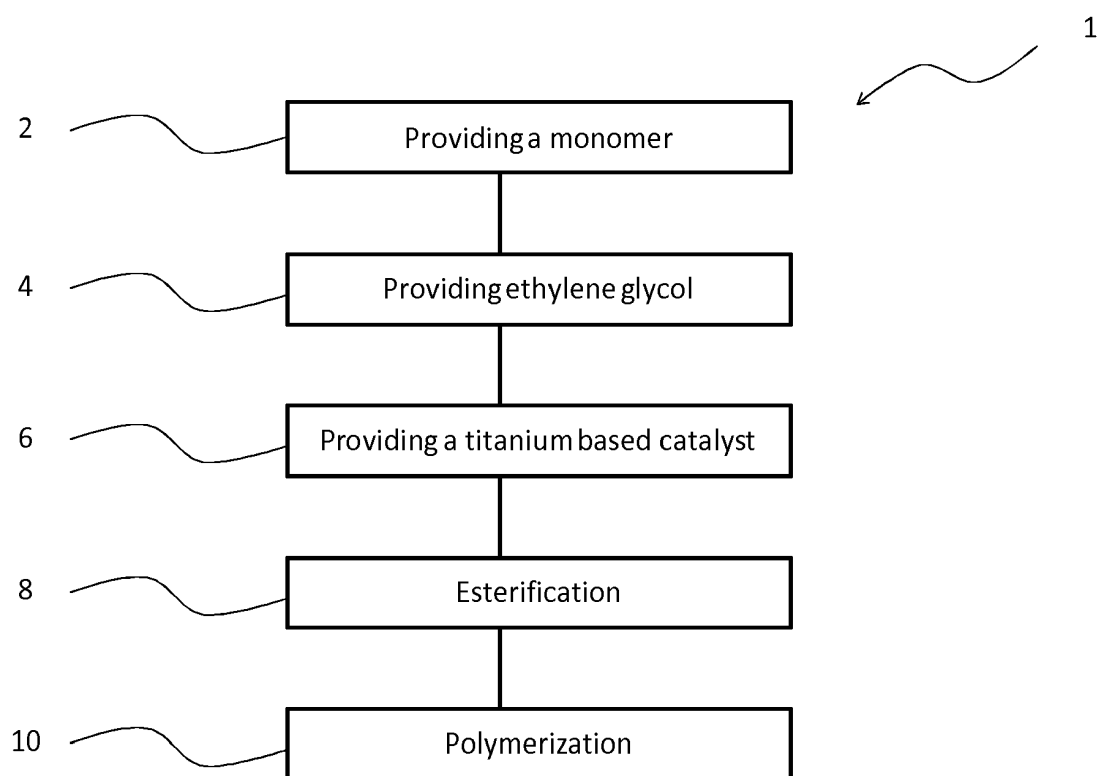 1
2
Providing a monomer
4
Providing ethylene glycol
6
Providing a titanium based catalyst
8
Esterification
10
Polymerization